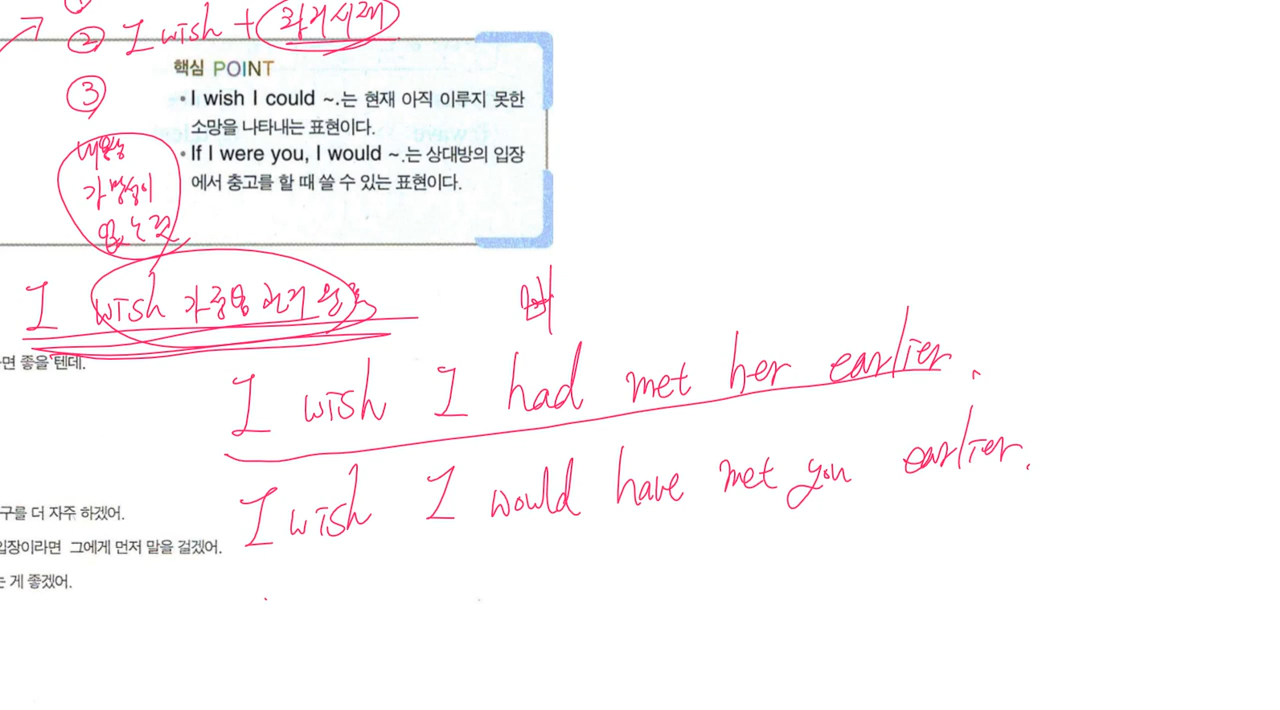 ①
② I wish + 과거시제
핵심 POINT
③
• I wish I could ~.는 현재 아직 이루지 못한
소망을 나타내는 표현이다.
• If I were you, I would ~.는 상대방의 입장
에서 충고를 할 때 쓸 수 있는 표현이다.
가능성이
없는 것
I wish 가정법 과거
면 좋을 텐데.
I wish I had met her earlier.
I wish I would have met you earlier.
구를 더 자주 하겠어.
입장이라면 그에게 먼저 말을 걸겠어.
는 게 좋겠어.